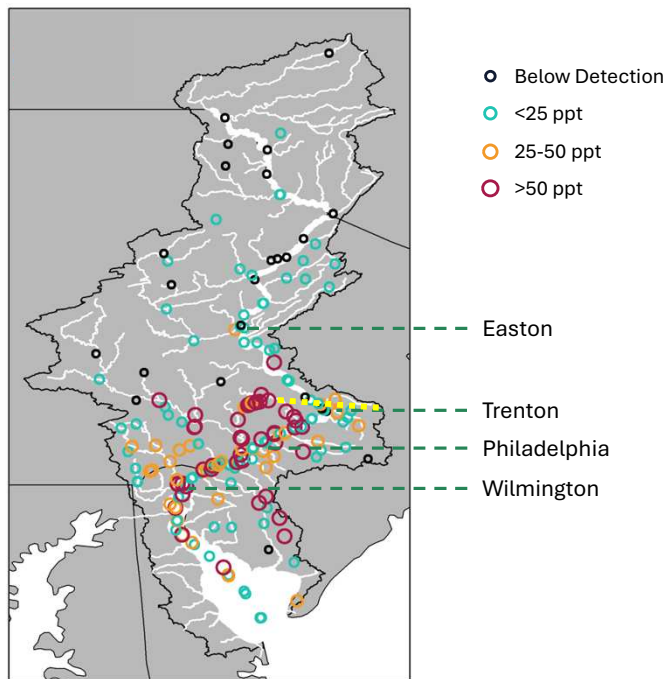 Below Detection
<25 ppt
25-50 ppt
>50 ppt
Easton
Trenton
Philadelphia
Wilmington